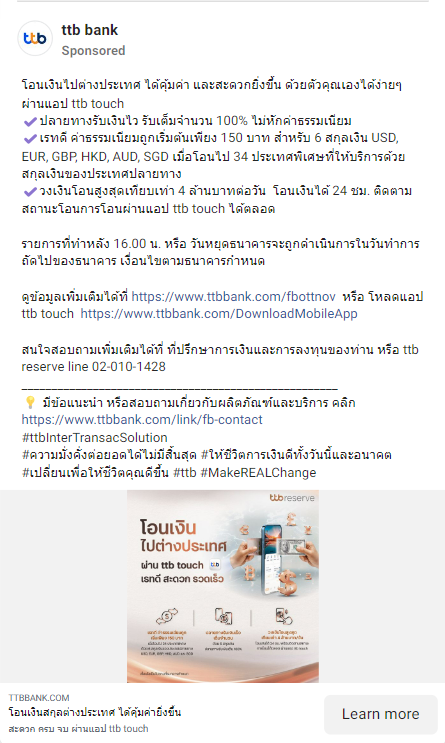 ttb bank
Sponsored
โอนเงินไปต่างประเทศ ได้คุ้มค่า และสะดวกยิ่งขึ้น ด้วยตัวคุณเองได้ง่ายๆ
ผ่านแอป ttb touch
✔ปลายทางรับเงินไว รับเต็มจำนวน 100% ไม่หักค่าธรรมเนียม
✔เรทดี ค่าธรรมเนียมถูกเริ่มต้นเพียง 150 บาท สำหรับ 6 สกุลเงิน USD,
EUR, GBP, HKD, AUD, SGD เมื่อโอนไป 34 ประเทศพิเศษที่ให้บริการด้วย
สกุลเงินของประเทศปลายทาง
✔วงเงินโอนสูงสุดเทียบเท่า 4 ล้านบาทต่อวัน โอนเงินได้ 24 ชม. ติดตาม
สถานะโอนการโอนผ่านแอป ttb touch ได้ตลอด
รายการที่ทำหลัง 16.00 น. หรือ วันหยุดธนาคารจะถูกดำเนินการในวันทำการ
ถัดไปของธนาคาร เงื่อนไขตามธนาคารกำหนด
ดูข้อมูลเพิ่มเติมได้ที่ https://www.ttbbank.com/fbottnov หรือ โหลดแอป
ttb touch https://www.ttbbank.com/DownloadMobileApp
สนใจสอบถามเพิ่มเติมได้ที่ ที่ปรึกษาการเงินและการลงทุนของท่าน หรือ ttb
reserve line 02-010-1428
💡 มีข้อแนะนำ หรือสอบถามเกี่ยวกับผลิตภัณฑ์และบริการ คลิก
https://www.ttbbank.com/link/fb-contact
#ttbInterTransacSolution
#ความมั่งคั่งต่อยอดได้ไม่มีสิ้นสุด #ให้ชีวิตการเงินดีทั้งวันนี้และอนาคต
#เปลี่ยนเพื่อให้ชีวิตคุณดีขึ้น #ttb #MakeREALChange
ttb reserve
โอนเงิน
ไปต่างประเทศ
ผ่าน ttb touch ttb
เรทดี สะดวก รวดเร็ว
TTBBANK.COM
โอนเงินสกุลต่างประเทศ ได้คุ้มค่ายิ่งขึ้น
สะดวก ครบ จบ ผ่านแอป ttb touch
Learn more